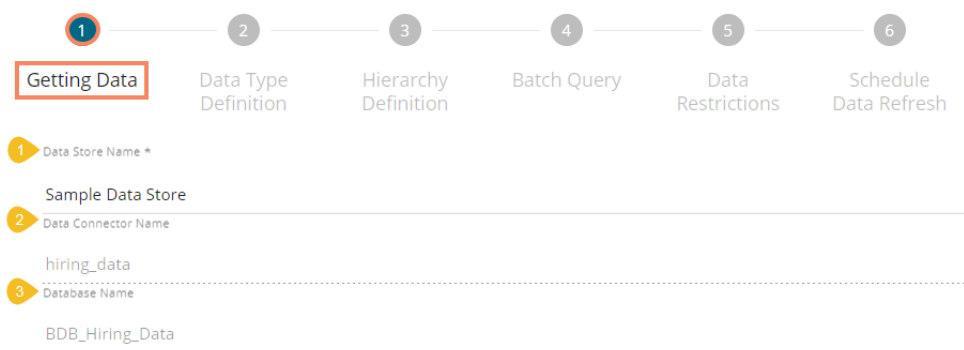 1 2 3 4 5 6
Getting Data Data Type Hierarchy Batch Query Data Schedule
Definition Definition Restrictions Data Refresh
1 Data Store Name *
Sample Data Store
2 Data Connector Name
hiring_data
3 Database Name
BDB_Hiring_Data